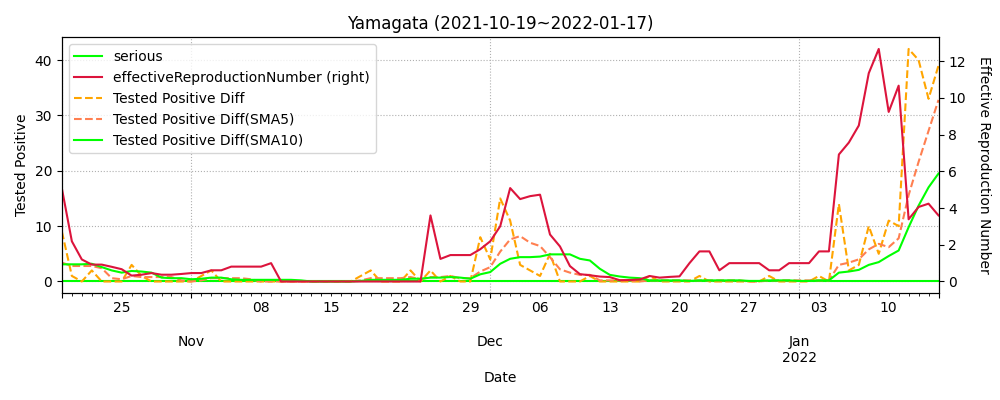 Yamagata (2021-10-19~2022-01-17)
serious
effectiveReproductionNumber (right)
Tested Positive Diff
Tested Positive Diff(SMA5)
Tested Positive Diff(SMA10)
Tested Positive
40
30
20
10
0
Effective Reproduction Number
12
10
8
6
4
2
0
25 08 15 22 29 06 13 20 27 03 10
Nov Dec Jan
2022
Date